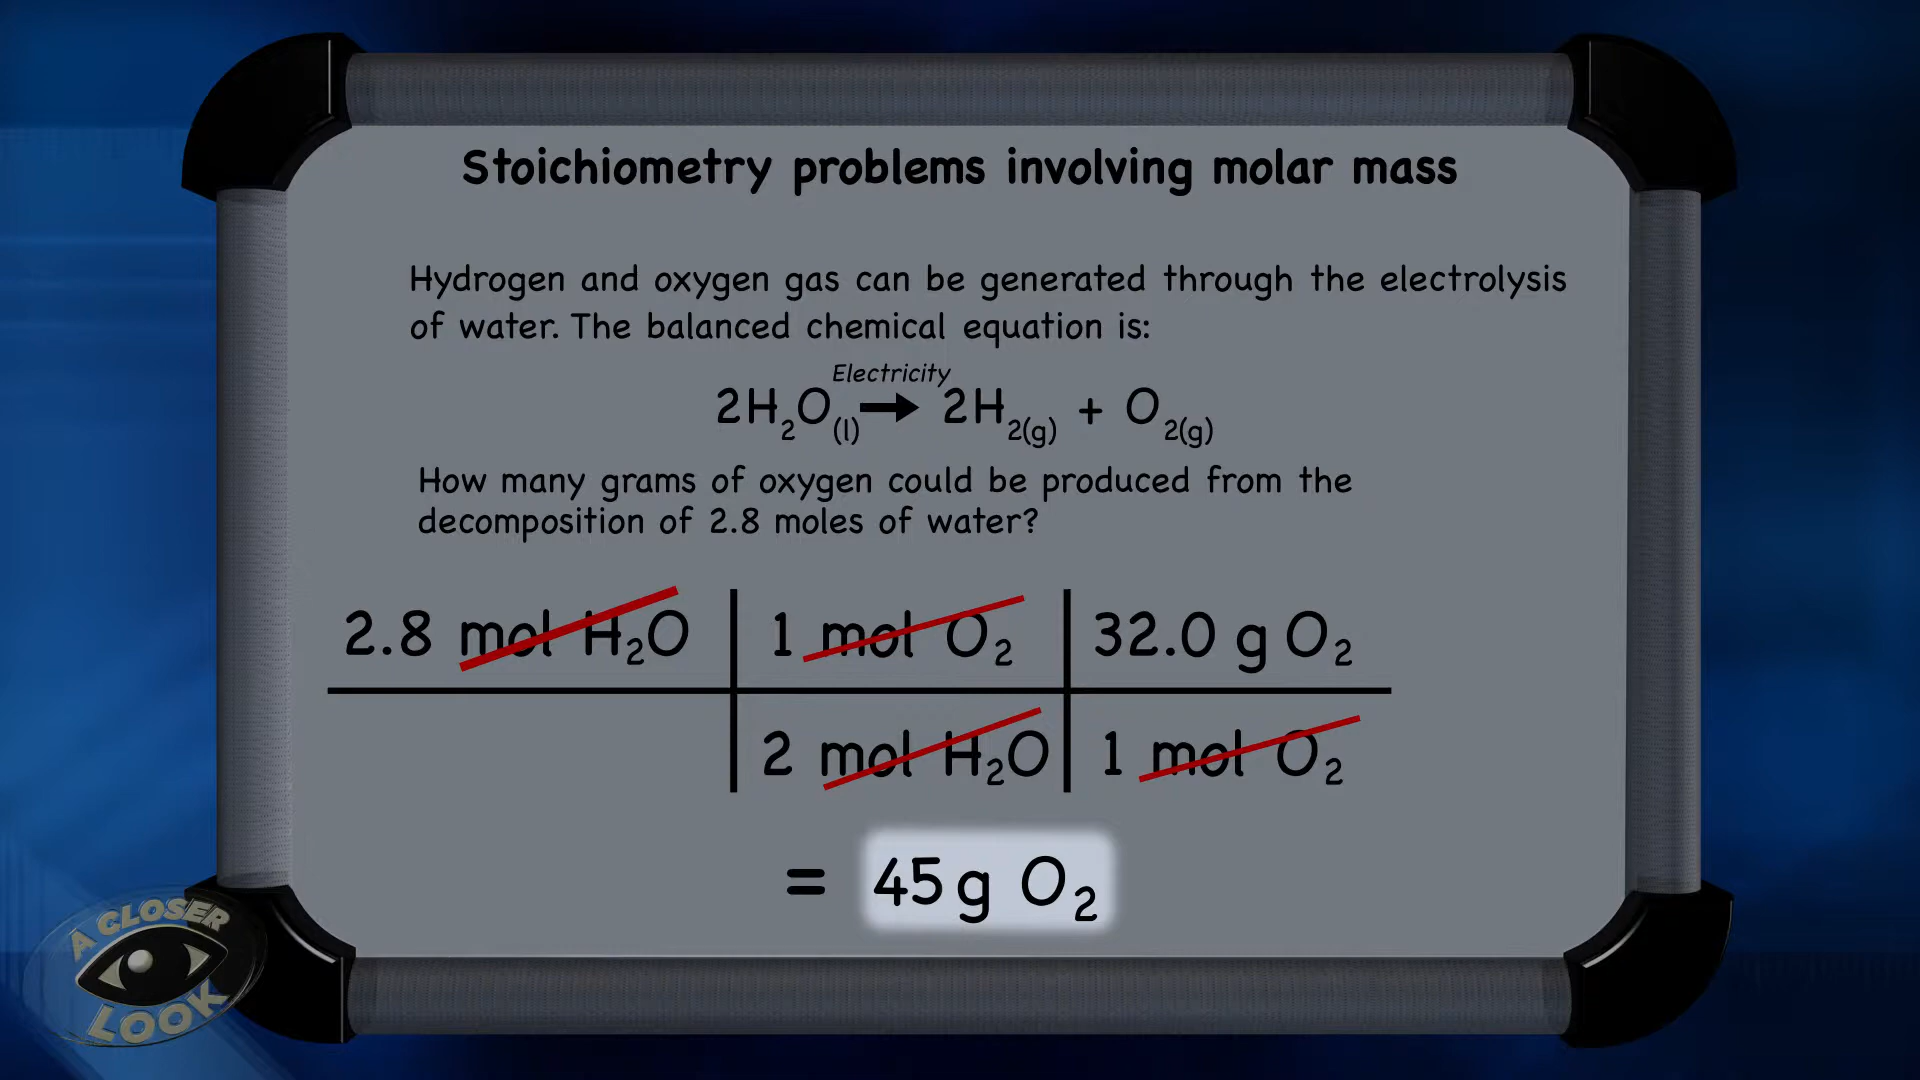 Stoichiometry problems involving molar mass
Hydrogen and oxygen gas can be generated through the electrolysis
of water. The balanced chemical equation is:
Electricity
2H₂O(l) → 2H₂(g) + O₂(g)
How many grams of oxygen could be produced from the
decomposition of 2.8 moles of water?
2.8 mol H₂O | 1 mol O₂ | 32.0 g O₂
2 mol H₂O | 1 mol O₂
= 45 g O₂
A CLOSER
LOOK